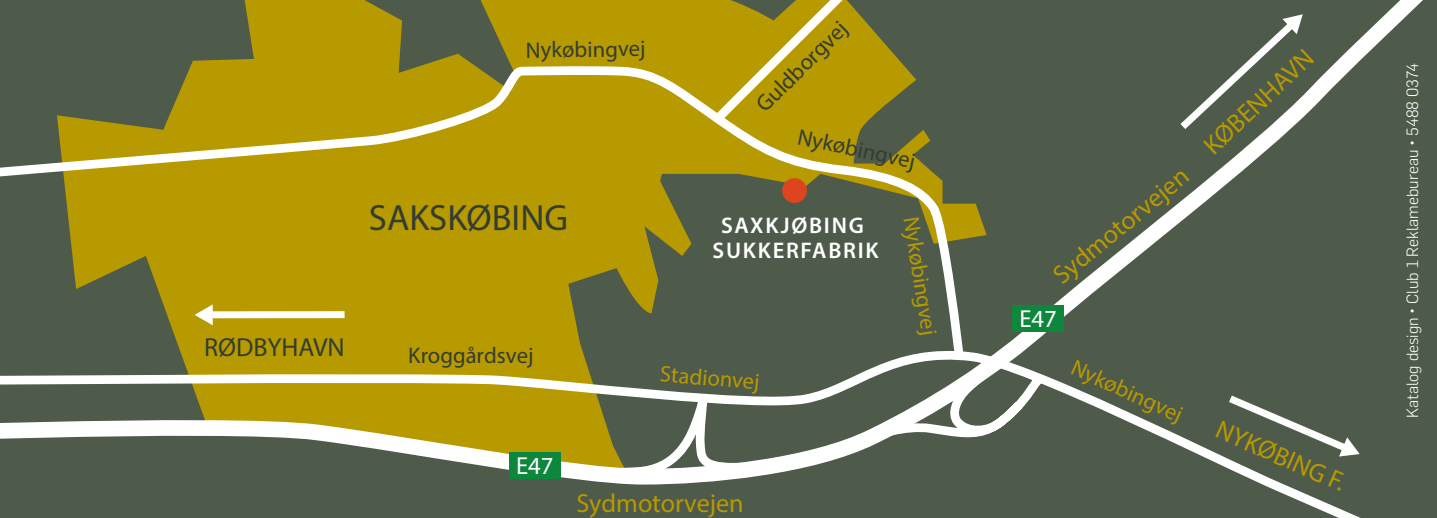 Nykøbingvej
Guldborgvej
Nykøbingvej
KØBENHAVN
SAKSKØBING
SAXKJØBING
SUKKERFABRIK
Nykøbingvej
Sydmotorvejen
E47
RØDBYHAVN
Kroggårdsvej
Stadionvej
Nykøbingvej
NYKØBING F.
E47
Sydmotorvejen
Katalog design • Club 1 Reklamebureau • 5488 0374